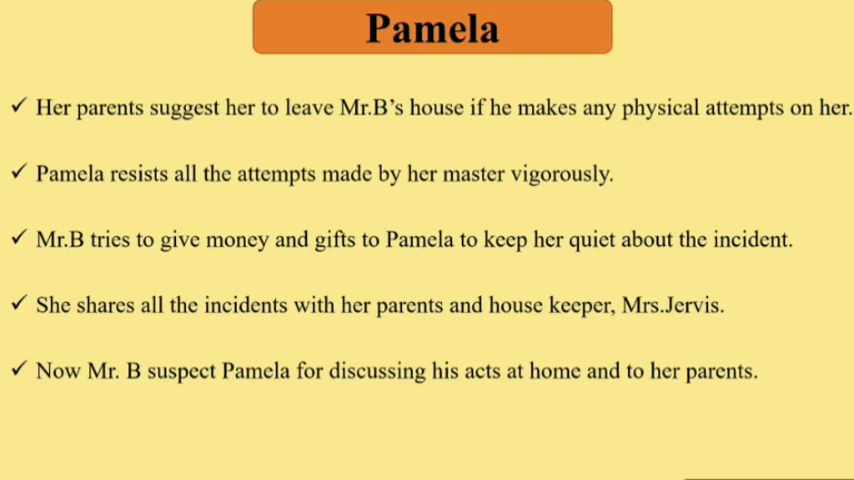 Pamela
✓ Her parents suggest her to leave Mr.B’s house if he makes any physical attempts on her.
✓ Pamela resists all the attempts made by her master vigorously.
✓ Mr.B tries to give money and gifts to Pamela to keep her quiet about the incident.
✓ She shares all the incidents with her parents and house keeper, Mrs.Jervis.
✓ Now Mr. B suspect Pamela for discussing his acts at home and to her parents.